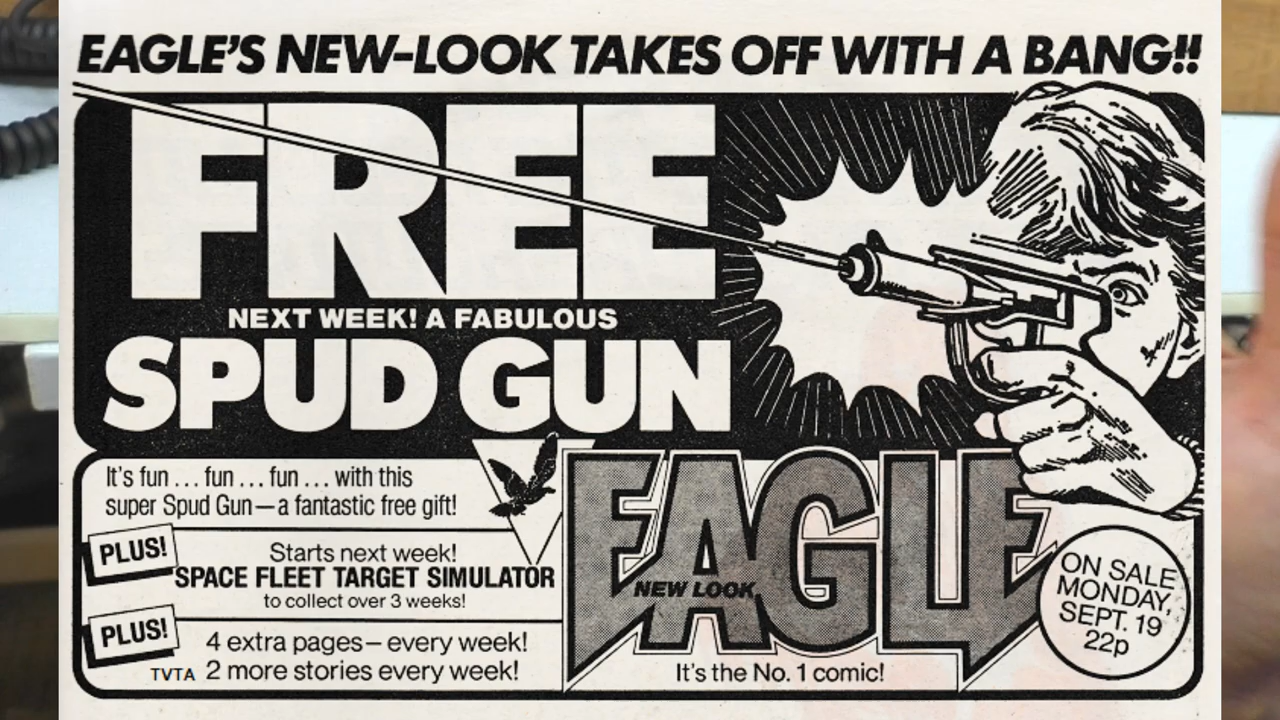 EAGLE'S NEW-LOOK TAKES OFF WITH A BANG!!
FREE
NEXT WEEK! A FABULOUS
SPUD GUN
It's fun ... fun ... fun ... with this
super Spud Gun—a fantastic free gift!
PLUS!
Starts next week!
SPACE FLEET TARGET SIMULATOR
to collect over 3 weeks!
PLUS!
4 extra pages—every week!
2 more stories every week!
TVTA
EAGLE
NEW LOOK
It's the No. 1 comic!
ON SALE
MONDAY,
SEPT. 19
22p